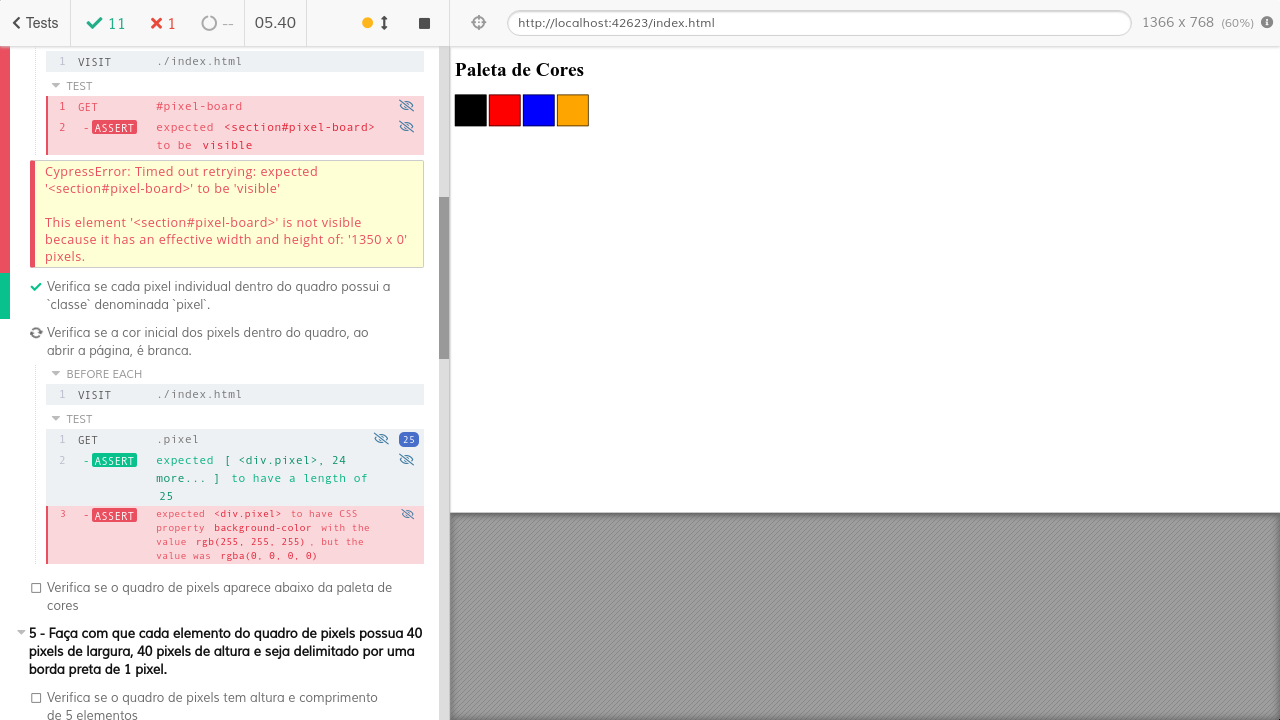 Tests 11 1 -- 05.40 http://localhost:42623/index.html 1366 x 768 (60%)
1 VISIT ./index.html
TEST
1 GET #pixel-board
2 - ASSERT expected <section#pixel-board>
to be visible
CypressError: Timed out retrying: expected
'<section#pixel-board>' to be 'visible'
This element '<section#pixel-board>' is not visible
because it has an effective width and height of: '1350 x 0'
pixels.
Verifica se cada pixel individual dentro do quadro possui a
`classe` denominada `pixel`.
Verifica se a cor inicial dos pixels dentro do quadro, ao
abrir a página, é branca.
BEFORE EACH
1 VISIT ./index.html
TEST
1 GET .pixel 25
2 - ASSERT expected [ <div.pixel>, 24
more... ] to have a length of
25
3 - ASSERT expected <div.pixel> to have CSS
property background-color with the
value rgb(255, 255, 255) , but the
value was rgba(0, 0, 0, 0)
Verifica se o quadro de pixels aparece abaixo da paleta de
cores
5 - Faça com que cada elemento do quadro de pixels possua 40
pixels de largura, 40 pixels de altura e seja delimitado por uma
borda preta de 1 pixel.
Verifica se o quadro de pixels tem altura e comprimento
de 5 elementos
Paleta de Cores